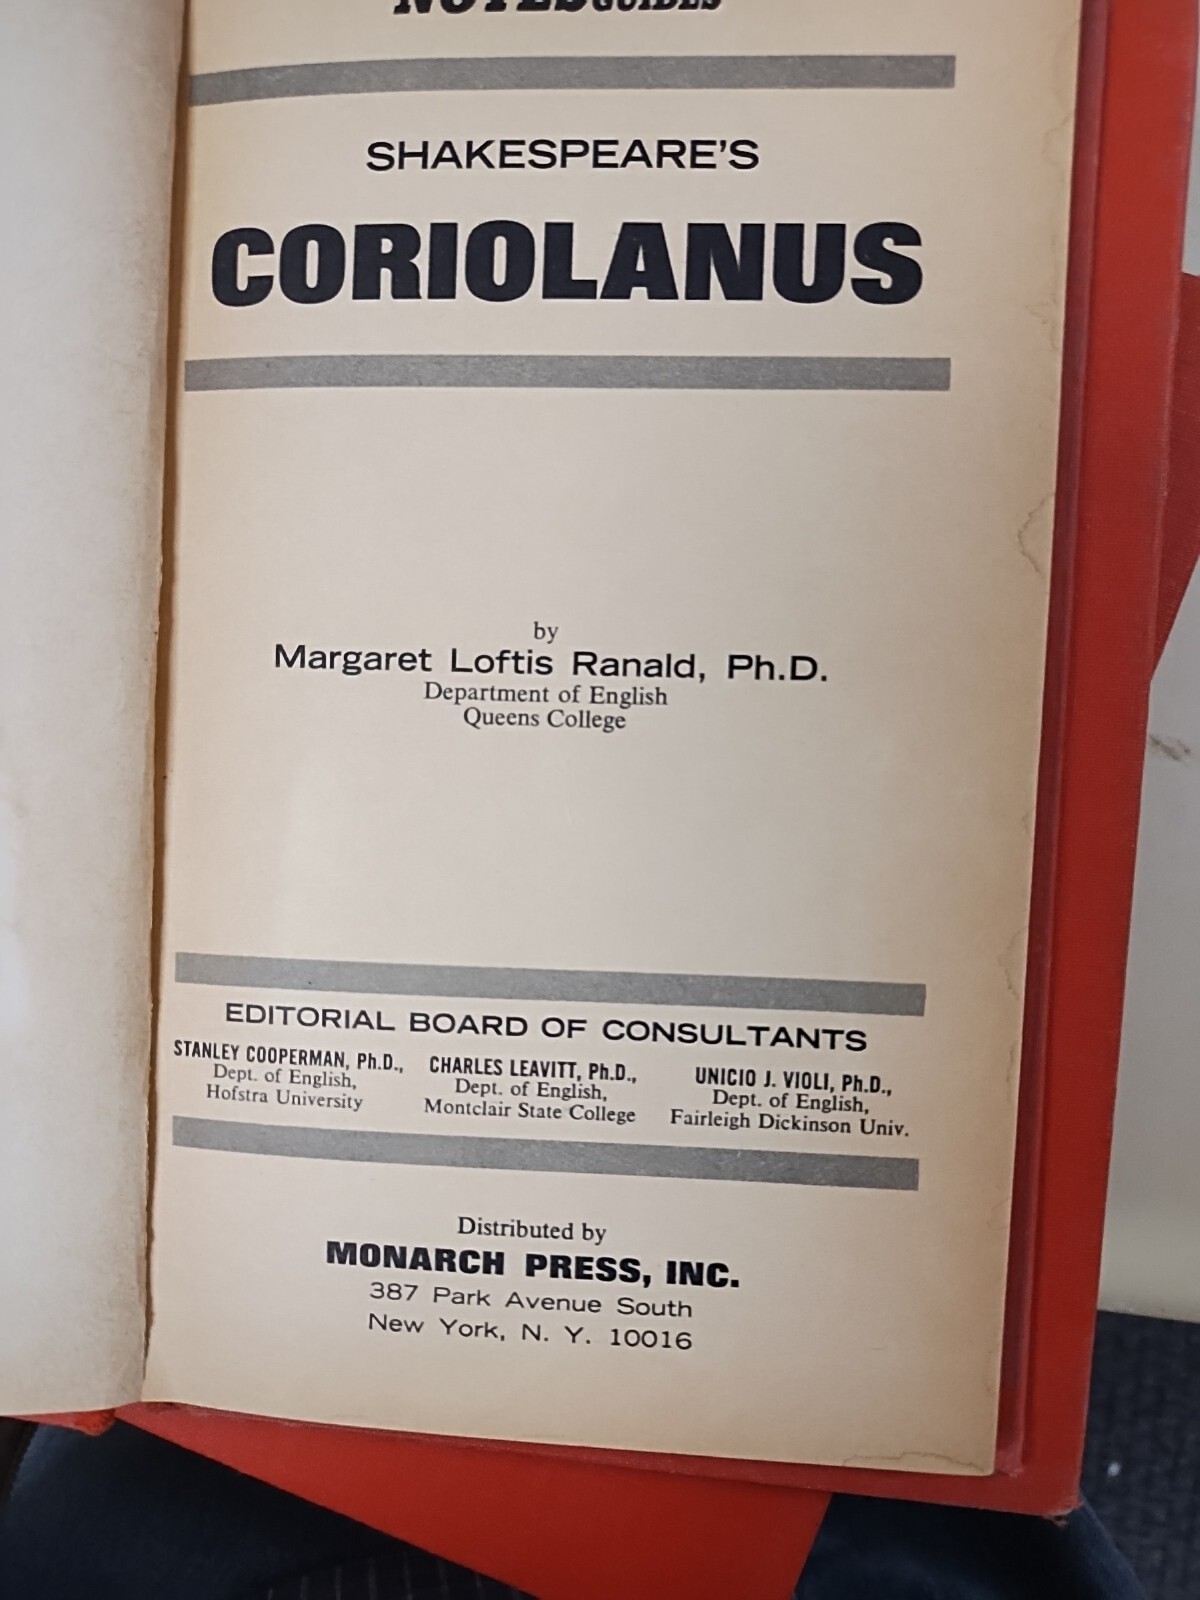 NOTES GUIDES
SHAKESPEARE'S
CORIOLANUS
by
Margaret Loftis Ranald, Ph.D.
Department of English
Queens College
EDITORIAL BOARD OF CONSULTANTS
STANLEY COOPERMAN, Ph.D.,
Dept. of English,
Hofstra University
CHARLES LEAVITT, Ph.D.,
Dept. of English,
Montclair State College
UNICIO J. VIOLI, Ph.D.,
Dept. of English,
Fairleigh Dickinson Univ.
Distributed by
MONARCH PRESS, INC.
387 Park Avenue South
New York, N. Y. 10016